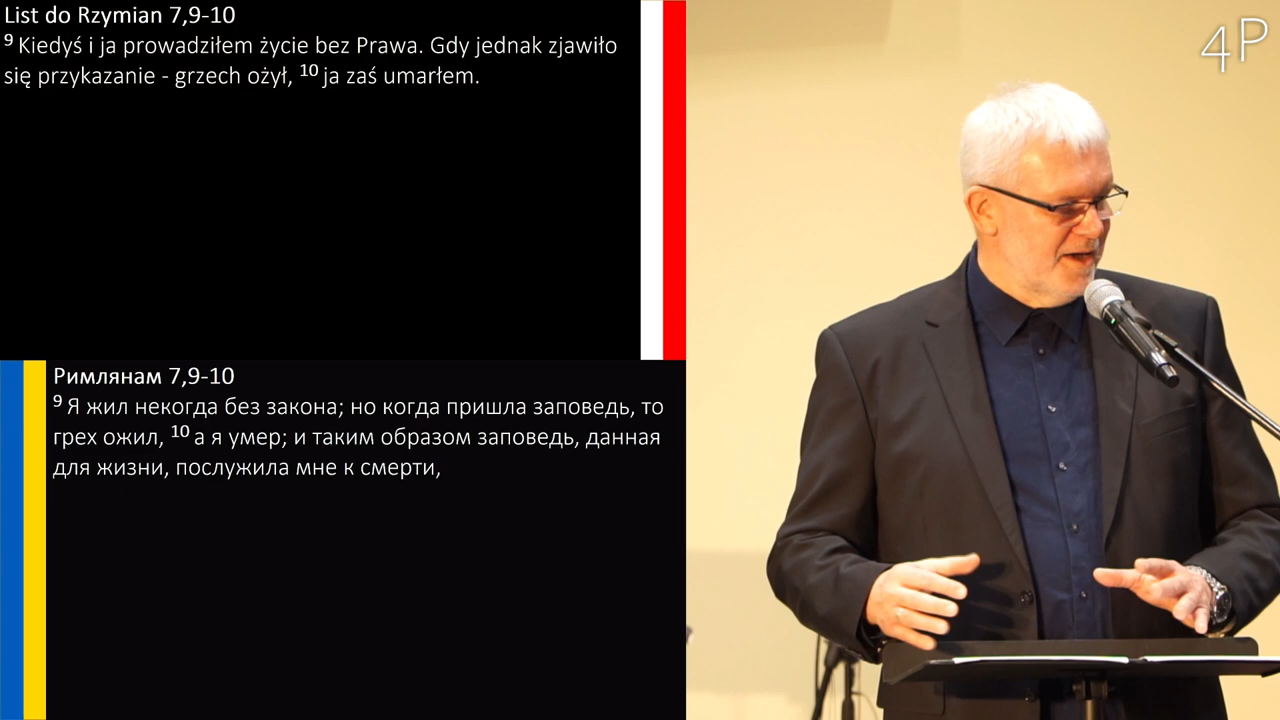 List do Rzymian 7,9-10
9 Kiedyś i ja prowadziłem życie bez Prawa. Gdy jednak zjawiło
się przykazanie - grzech ożył, 10 ja zaś umarłem.
4P
Римлянам 7,9-10
9 Я жил некогда без закона; но когда пришла заповедь, то
грех ожил, 10 а я умер; и таким образом заповедь, данная
для жизни, послужила мне к смерти,